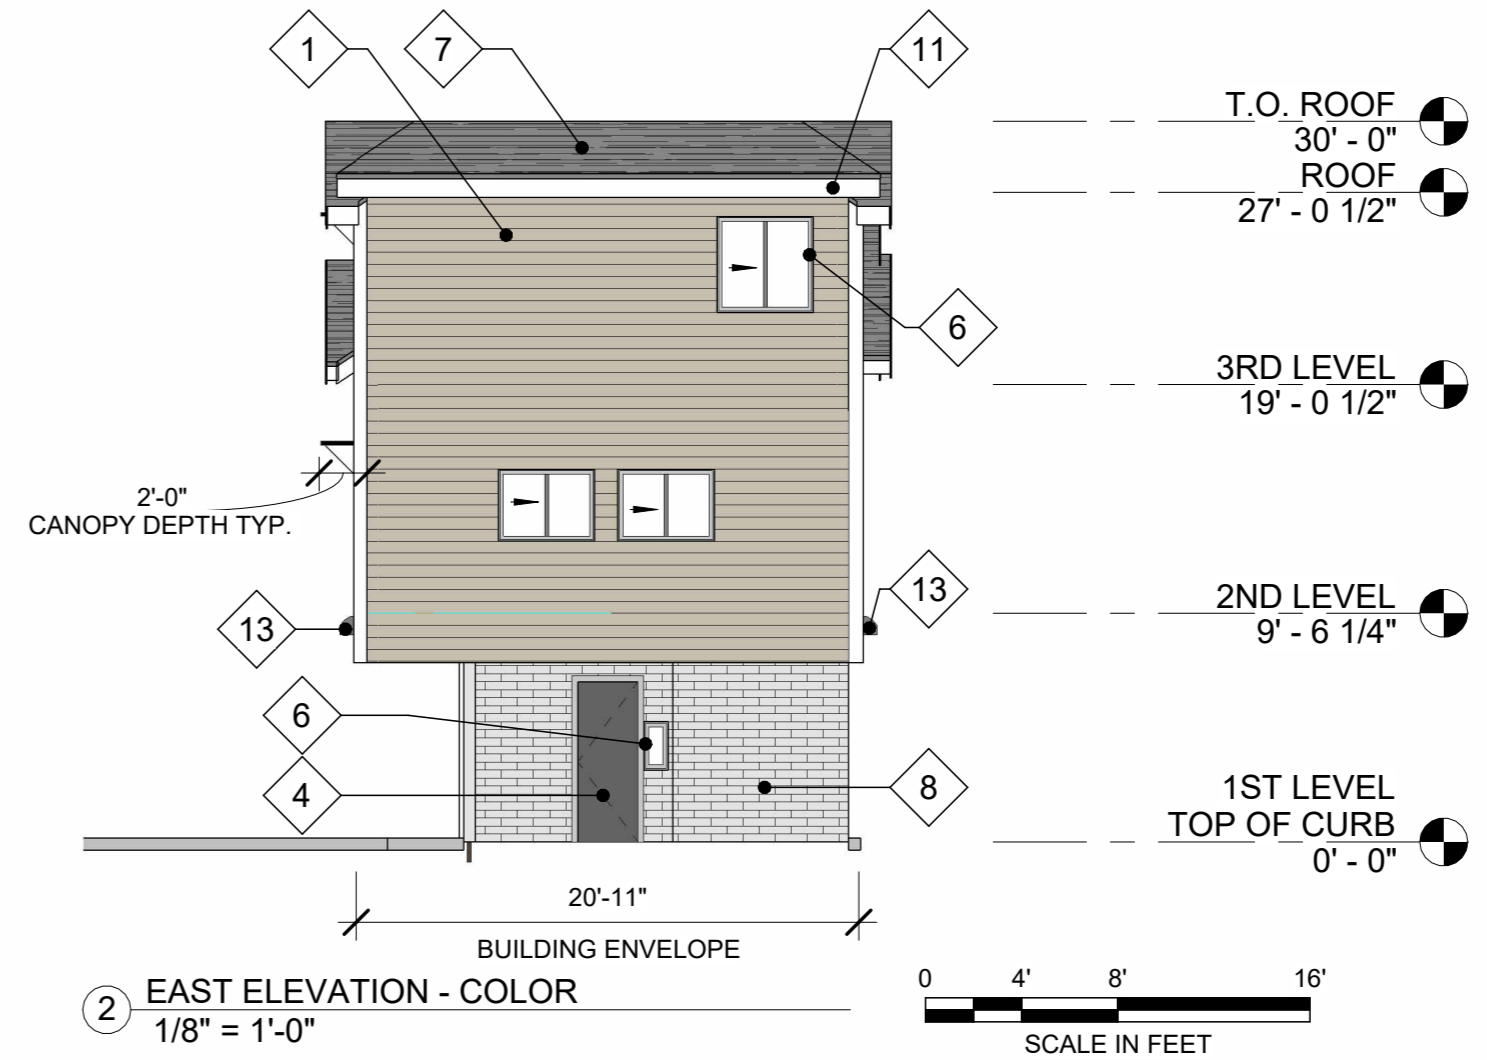 1
7
11
T.O. ROOF
30' - 0"
ROOF
27' - 0 1/2"
6
3RD LEVEL
19' - 0 1/2"
2'-0"
CANOPY DEPTH TYP.
13
13
2ND LEVEL
9' - 6 1/4"
6
4
8
1ST LEVEL
TOP OF CURB
0' - 0"
20'-11"
BUILDING ENVELOPE
2
EAST ELEVATION - COLOR
1/8" = 1'-0"
0 4' 8' 16'
SCALE IN FEET